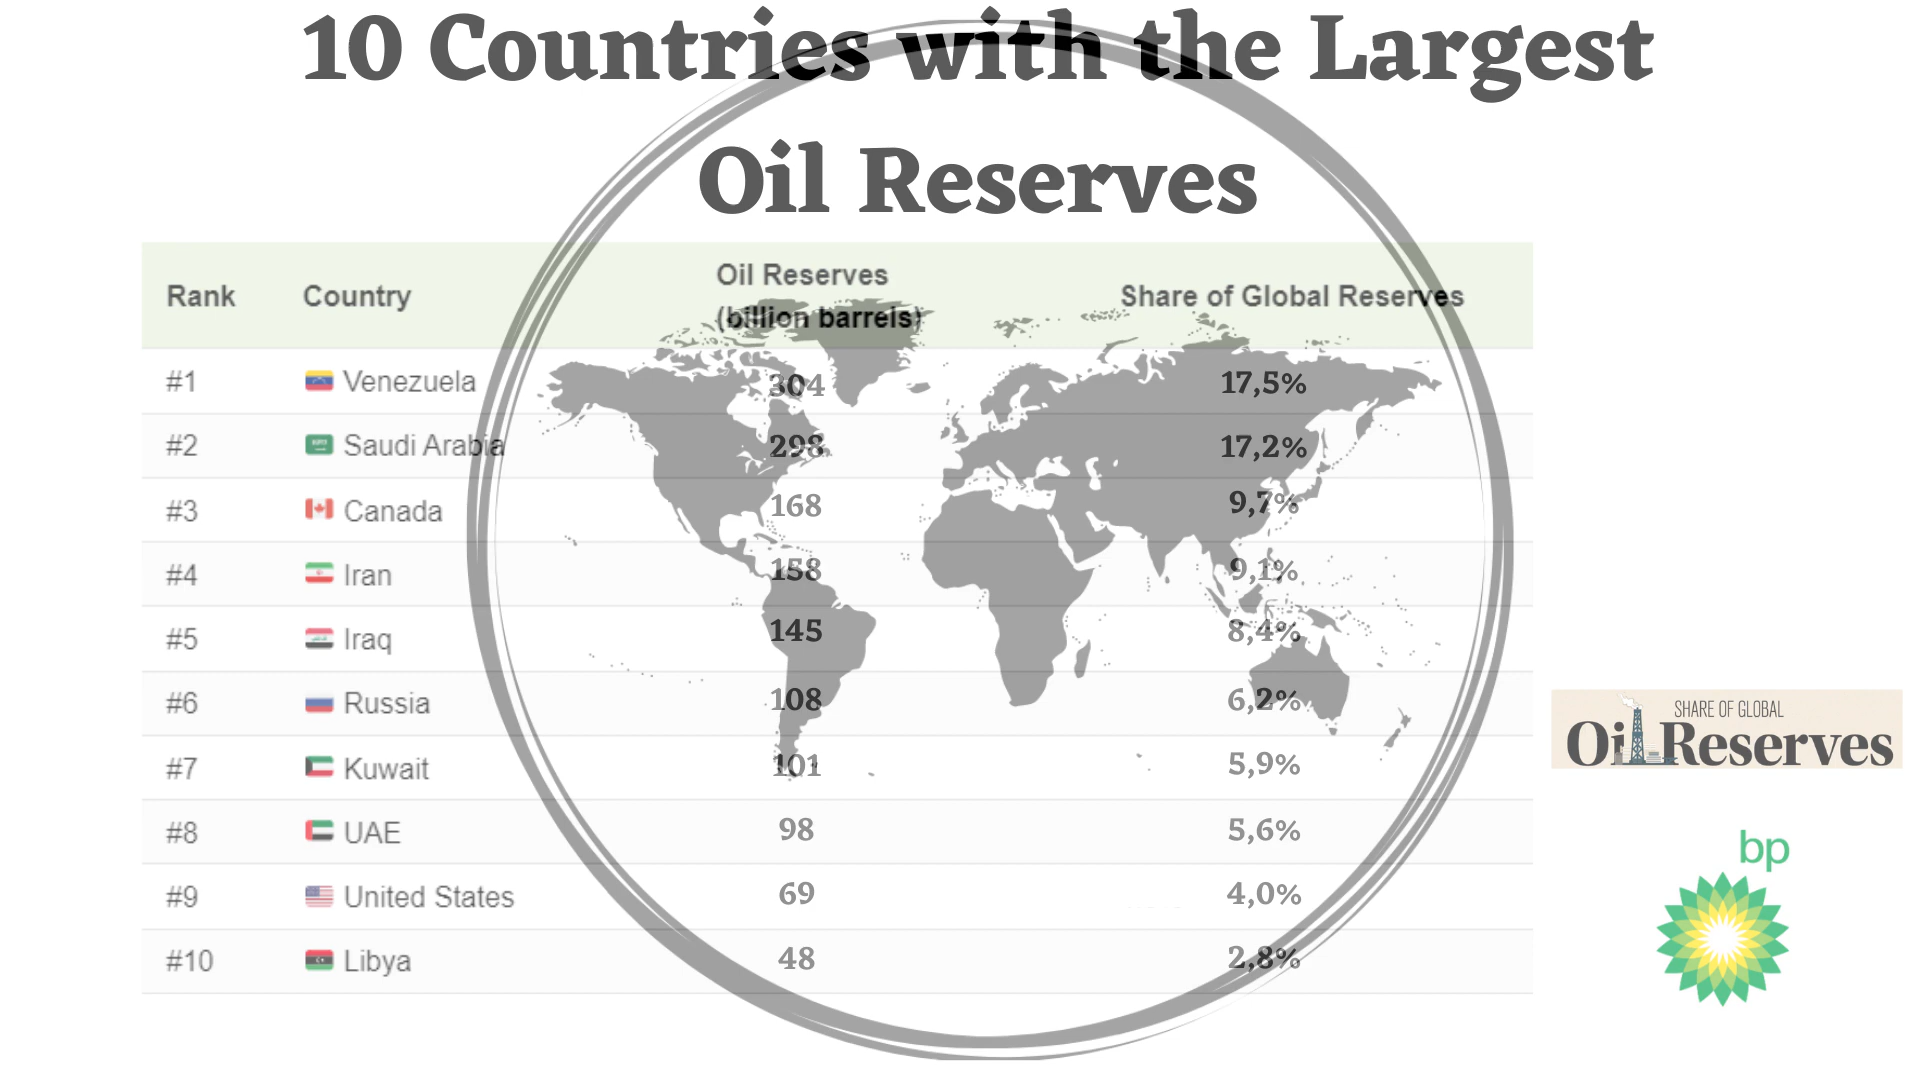 10 Countries with the Largest
Oil Reserves
Rank Country Oil Reserves (billion barrels) Share of Global Reserves
#1 Venezuela 304 17,5%
#2 Saudi Arabia 298 17,2%
#3 Canada 168 9,7%
#4 Iran 158 9,1%
#5 Iraq 145 8,4%
#6 Russia 108 6,2%
#7 Kuwait 101 5,9%
#8 UAE 98 5,6%
#9 United States 69 4,0%
#10 Libya 48 2,8%
SHARE OF GLOBAL
Oil Reserves
bp